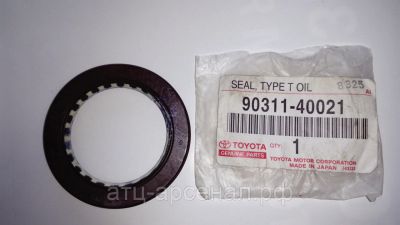 SEAL, TYPE T OIL
8325
90311-40021
TOYOTA QTY. 1
GENUINE PARTS TOYOTA MOTOR CORPORATION
MADE IN JAPAN
атц-арсенал.рф